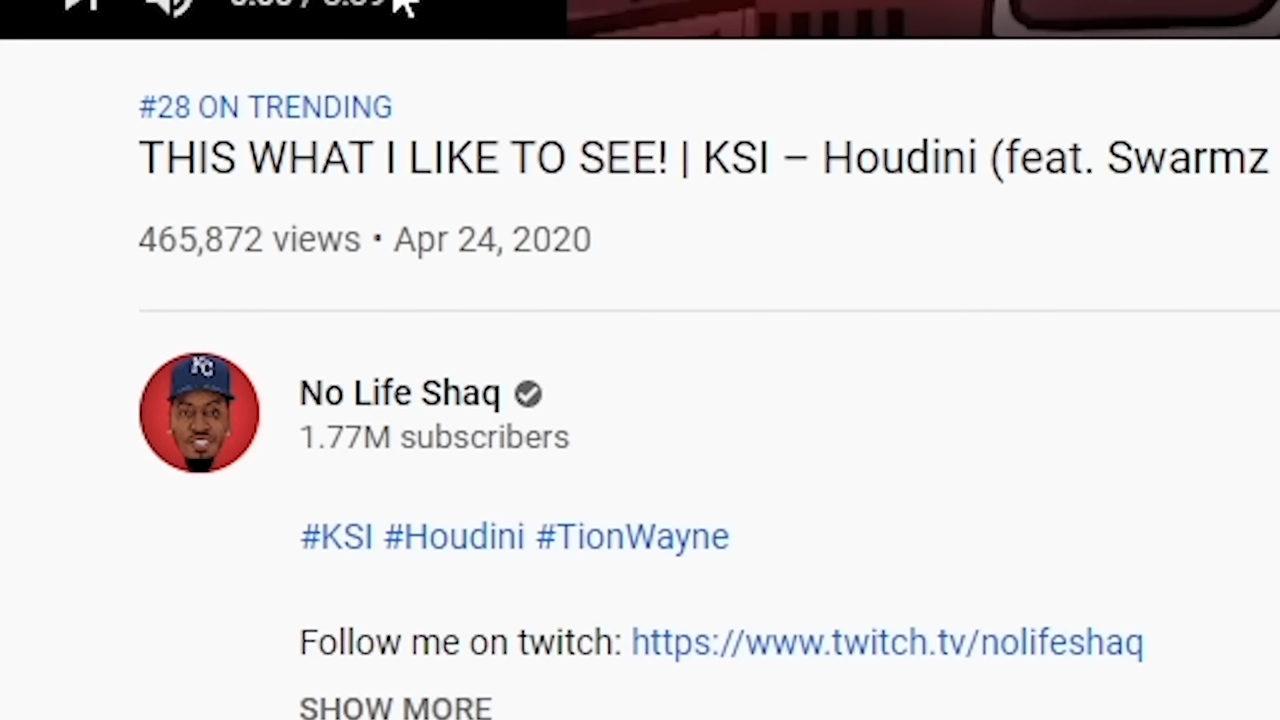 #28 ON TRENDING
THIS WHAT I LIKE TO SEE! | KSI – Houdini (feat. Swarmz
465,872 views • Apr 24, 2020
KC
No Life Shaq
1.77M subscribers
#KSI #Houdini #TionWayne
Follow me on twitch: https://www.twitch.tv/nolifeshaq
SHOW MORE